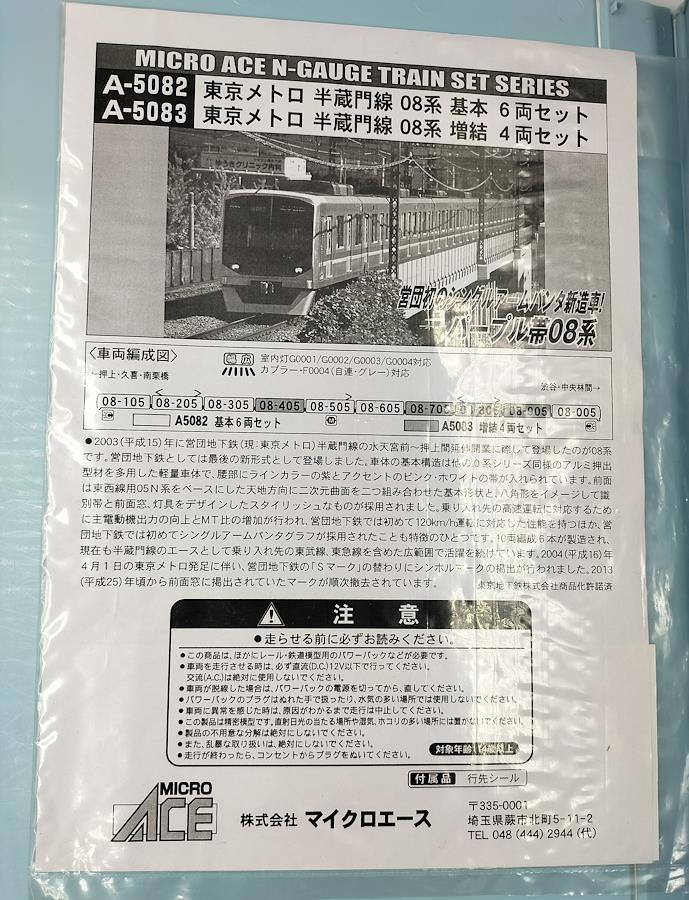 MICRO ACE N-GAUGE TRAIN SET SERIES
A-5082 東京メトロ 半蔵門線 08系 基本 6両セット
A-5083 東京メトロ 半蔵門線 08系 増結 4両セット
ゆうきクリニック内科
営団初のシングルアームパンタ新造車!
パープル帯08系
〈車両編成図〉
室内灯G0001/G0002/G0003/G0004対応
カプラー・F0004(自連・グレー)対応
←押上・久喜・南栗橋
渋谷・中央林間→
08-105 08-205 08-305 08-405 08-505 08-605 08-705 08-805 08-905 08-005
A5082 基本6両セット
A5083 増結4両セット
●2003(平成15)年に営団地下鉄(現:東京メトロ)半蔵門線の水天宮前~押上間延伸開業に際して登場したのが08系
です。営団地下鉄としては最後の新形式として登場しました。車体の基本構造は他の0系シリーズ同様のアルミ押出
型材を多用した軽量車体で、腰部にラインカラーの紫とアクセントのピンク・ホワイトの帯が入れられています。前面
は東西線用05N系をベースにした天地方向に二次元曲面を二つ組み合わせた基本形状と、八角形をイメージして識
別帯と前面窓、灯具をデザインしたスタイリッシュなものが採用されました。乗り入れ先の高速運転に対応するため
に主電動機出力の向上とMT比の増加が行われ、営団地下鉄では初めて120km/h運転に対応した性能を持つほか、営
団地下鉄では初めてシングルアームパンタグラフが採用されたことも特徴のひとつです。10両編成6本が製造され、
現在も半蔵門線のエースとして乗り入れ先の東武線、東急線を含めた広範囲で活躍を続けています。2004(平成16)年
4月1日の東京メトロ発足に伴い、営団地下鉄の「Sマーク」の替わりにシンボルマークの掲出が行われました。2013
(平成25)年頃から前面窓に掲出されていたマークが順次撤去されています。
東京地下鉄株式会社商品化許諾済
注意
●走らせる前に必ずお読みください。
●この商品は、ほかにレール・鉄道模型用のパワーパックなどが必要です。
●車両を走行させる時は、必ず直流(D.C.)12V以下で行ってください。
交流(A.C.)は絶対に使用しないでください。
●車両が脱線した場合は、パワーパックの電源を切ってから、直してください。
●パワーパックのプラグはぬれた手で扱ったり、水気の多い場所では使用しないでください。
●車両に異常を感じた時は、原因がわかるまで走行は中止してください。
●この製品は精密模型です。直射日光の当たる場所や湿気、ホコリの多い場所には置かないでください。
●製品の不用意な分解は絶対にしないでください。
●また、乱暴な取り扱いは、絶対にしないでください。
●走行が終わったら、コンセントからプラグをぬいてください。
対象年齢:14歳以上
付属品 行先シール
MICRO ACE
株式会社 マイクロエース
〒335-0001
埼玉県蕨市北町5-11-2
TEL 048 (444) 2944 (代)